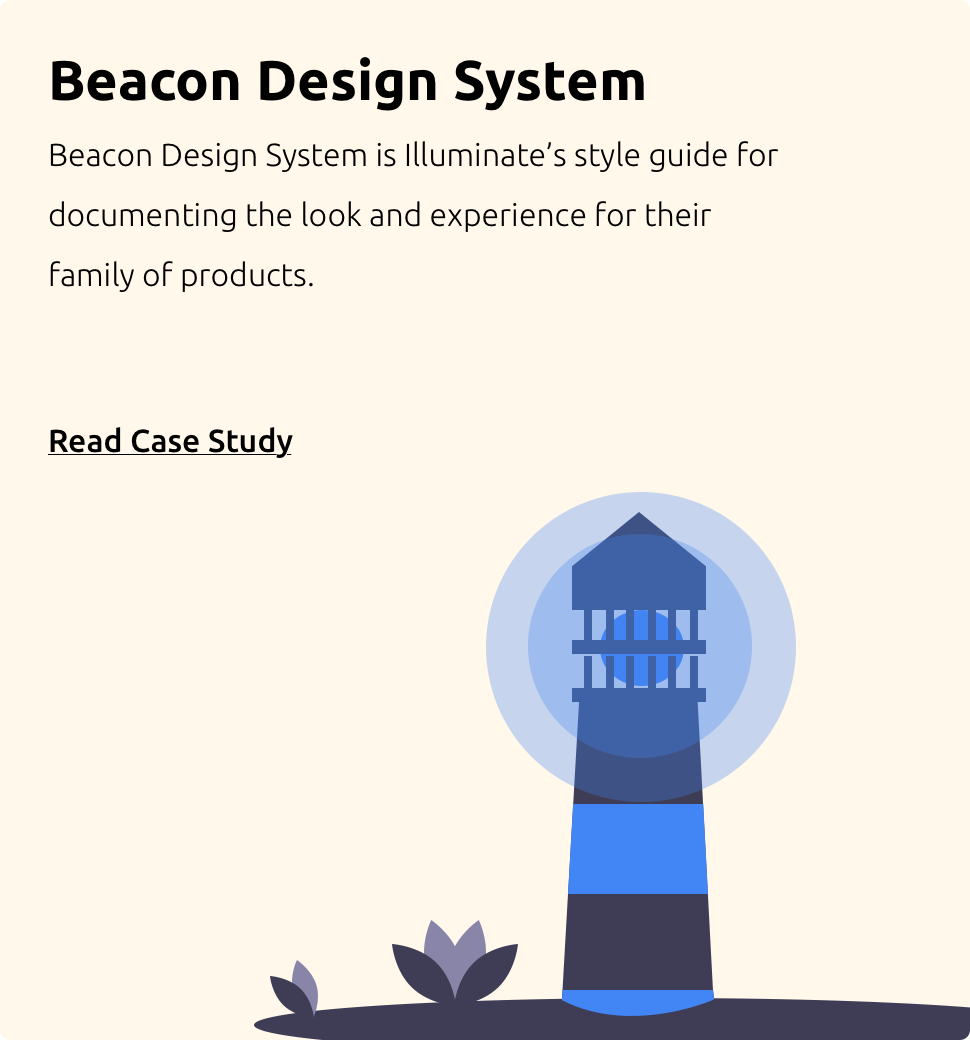 Beacon Design System
Beacon Design System is Illuminate’s style guide for
documenting the look and experience for their
family of products.
Read Case Study